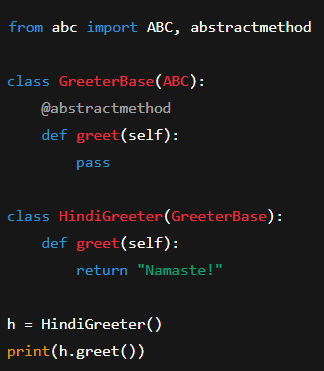 from abc import ABC, abstractmethod

class GreeterBase(ABC):
    @abstractmethod
    def greet(self):
        pass

class HindiGreeter(GreeterBase):
    def greet(self):
        return "Namaste!"

h = HindiGreeter()
print(h.greet())